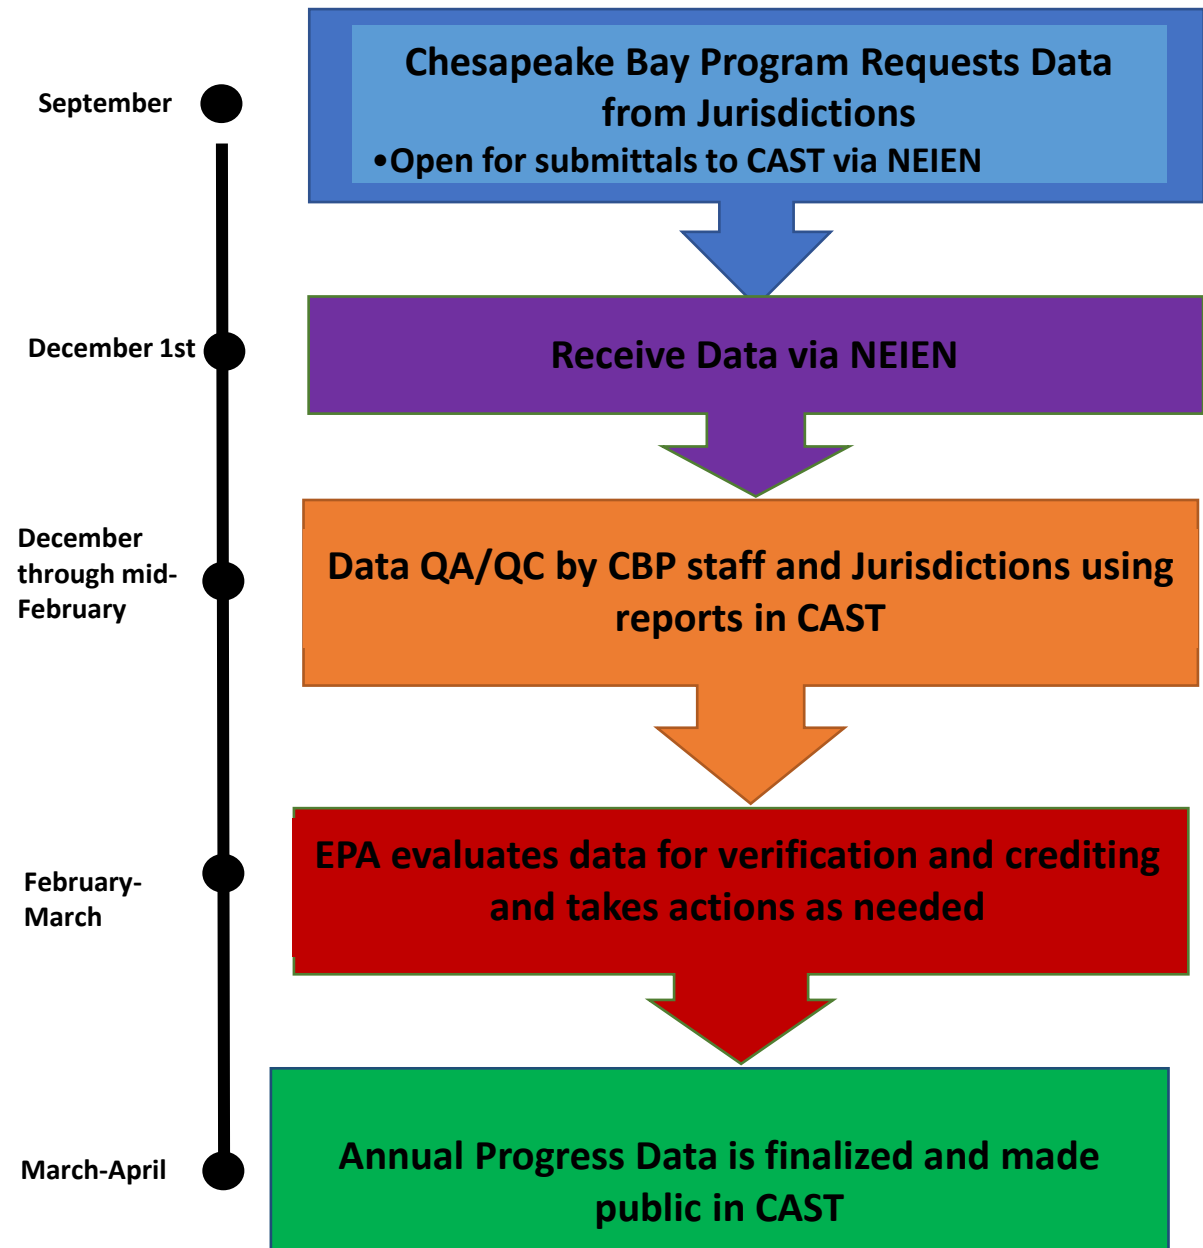 September
Chesapeake Bay Program Requests Data
from Jurisdictions
•Open for submittals to CAST via NEIEN
December 1st
Receive Data via NEIEN
December
through mid-
February
Data QA/QC by CBP staff and Jurisdictions using
reports in CAST
February-
March
EPA evaluates data for verification and crediting
and takes actions as needed
March-April
Annual Progress Data is finalized and made
public in CAST